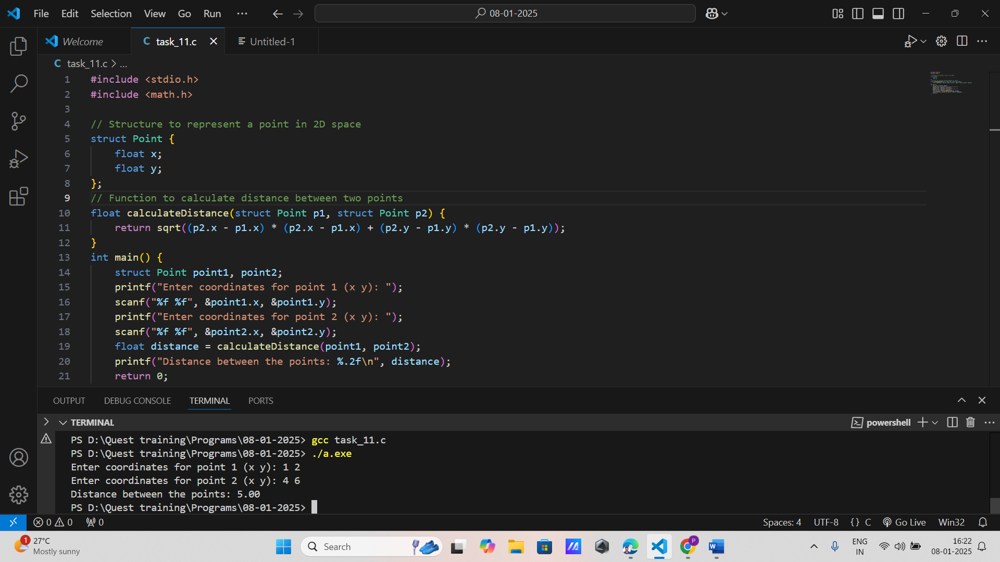 File Edit Selection View Go Run ... 08-01-2025
Welcome C task_11.c Untitled-1
C task_11.c > ...
1 #include <stdio.h>
2 #include <math.h>
3
4 // Structure to represent a point in 2D space
5 struct Point {
6 float x;
7 float y;
8 };
9 // Function to calculate distance between two points
10 float calculateDistance(struct Point p1, struct Point p2) {
11 return sqrt((p2.x - p1.x) * (p2.x - p1.x) + (p2.y - p1.y) * (p2.y - p1.y));
12 }
13 int main() {
14 struct Point point1, point2;
15 printf("Enter coordinates for point 1 (x y): ");
16 scanf("%f %f", &point1.x, &point1.y);
17 printf("Enter coordinates for point 2 (x y): ");
18 scanf("%f %f", &point2.x, &point2.y);
19 float distance = calculateDistance(point1, point2);
20 printf("Distance between the points: %.2f\n", distance);
21 return 0;
OUTPUT DEBUG CONSOLE TERMINAL PORTS
TERMINAL powershell
PS D:\Quest training\Programs\08-01-2025> gcc task_11.c
PS D:\Quest training\Programs\08-01-2025> ./a.exe
Enter coordinates for point 1 (x y): 1 2
Enter coordinates for point 2 (x y): 4 6
Distance between the points: 5.00
PS D:\Quest training\Programs\08-01-2025>
0 0 0 Spaces: 4 UTF-8 {} C Go Live Win32
1 27°C Search P W ENG 16:22
Mostly sunny IN 08-01-2025